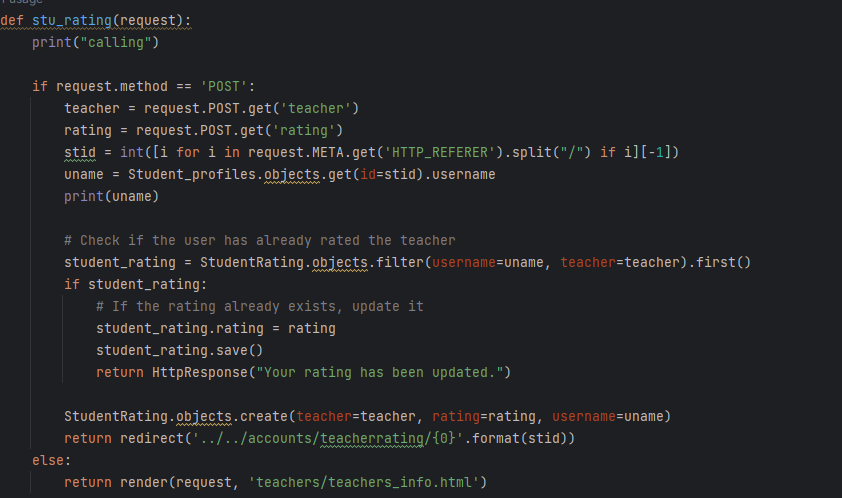 usage
def stu_rating(request):
    print("calling")

    if request.method == 'POST':
        teacher = request.POST.get('teacher')
        rating = request.POST.get('rating')
        stid = int([i for i in request.META.get('HTTP_REFERER').split("/") if i][-1])
        uname = Student_profiles.objects.get(id=stid).username
        print(uname)

        # Check if the user has already rated the teacher
        student_rating = StudentRating.objects.filter(username=uname, teacher=teacher).first()
        if student_rating:
            # If the rating already exists, update it
            student_rating.rating = rating
            student_rating.save()
            return HttpResponse("Your rating has been updated.")

        StudentRating.objects.create(teacher=teacher, rating=rating, username=uname)
        return redirect('../../accounts/teacherrating/{0}'.format(stid))
    else:
        return render(request, 'teachers/teachers_info.html')